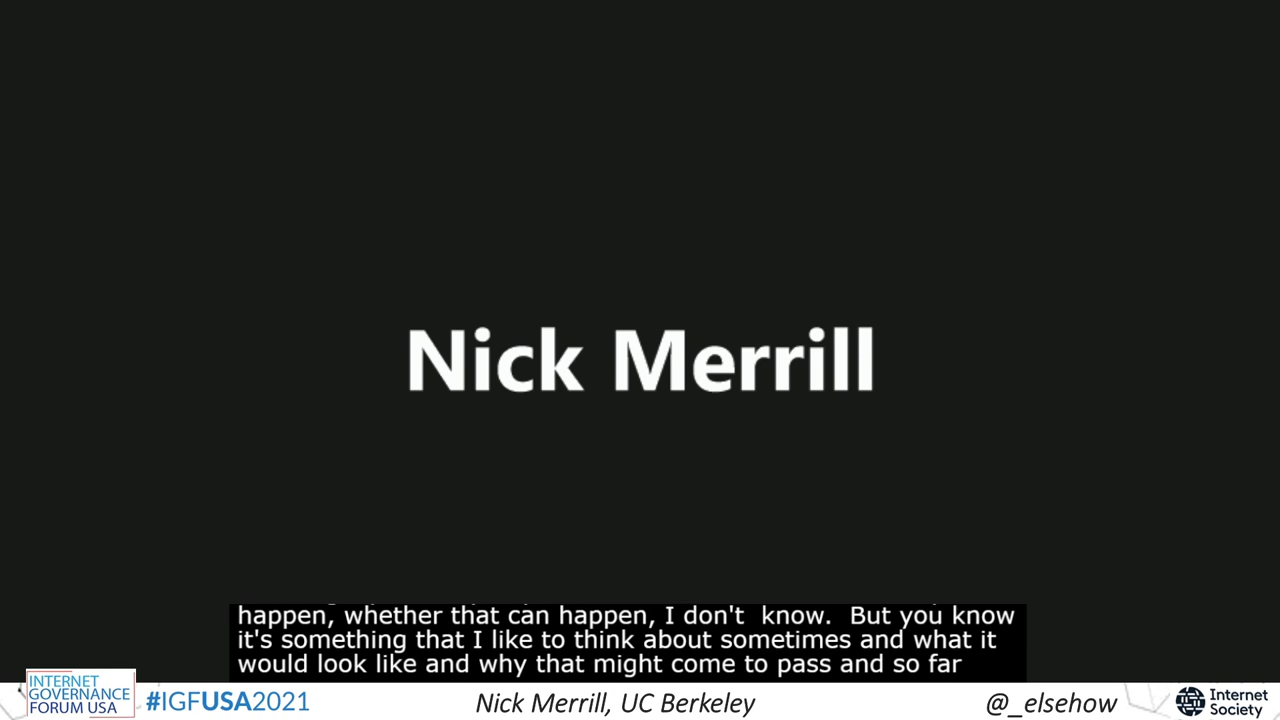 Nick Merrill
happen, whether that can happen, I don't know. But you know
it's something that I like to think about sometimes and what it
would look like and why that might come to pass and so far
INTERNET
GOVERNANCE
FORUM USA
#IGFUSA2021
Nick Merrill, UC Berkeley
@_elsehow
Internet
Society